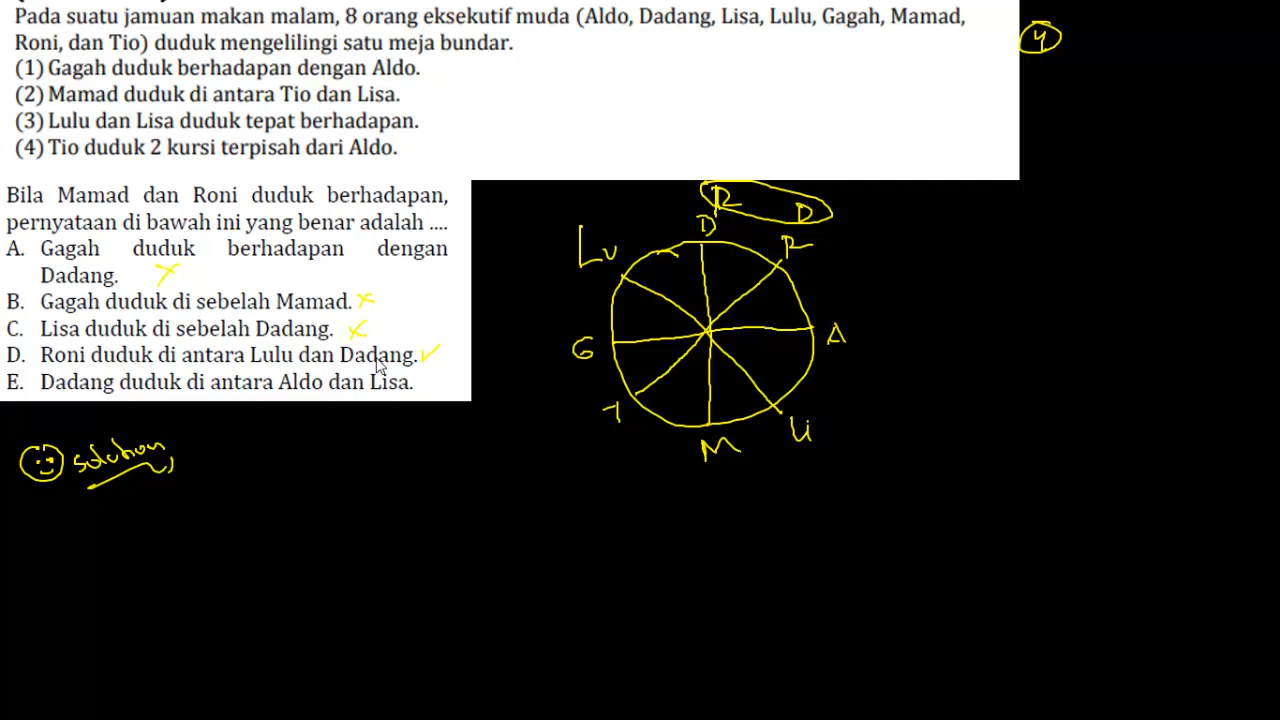 Pada suatu jamuan makan malam, 8 orang eksekutif muda (Aldo, Dadang, Lisa, Lulu, Gagah, Mamad,
Roni, dan Tio) duduk mengelilingi satu meja bundar.
(1) Gagah duduk berhadapan dengan Aldo.
(2) Mamad duduk di antara Tio dan Lisa.
(3) Lulu dan Lisa duduk tepat berhadapan.
(4) Tio duduk 2 kursi terpisah dari Aldo.
4
Bila Mamad dan Roni duduk berhadapan,
pernyataan di bawah ini yang benar adalah ....
A. Gagah duduk berhadapan dengan
Dadang.
B. Gagah duduk di sebelah Mamad.
C. Lisa duduk di sebelah Dadang.
D. Roni duduk di antara Lulu dan Dadang.
E. Dadang duduk di antara Aldo dan Lisa.
R D
D
Lu R
G A
T Li
M
solution